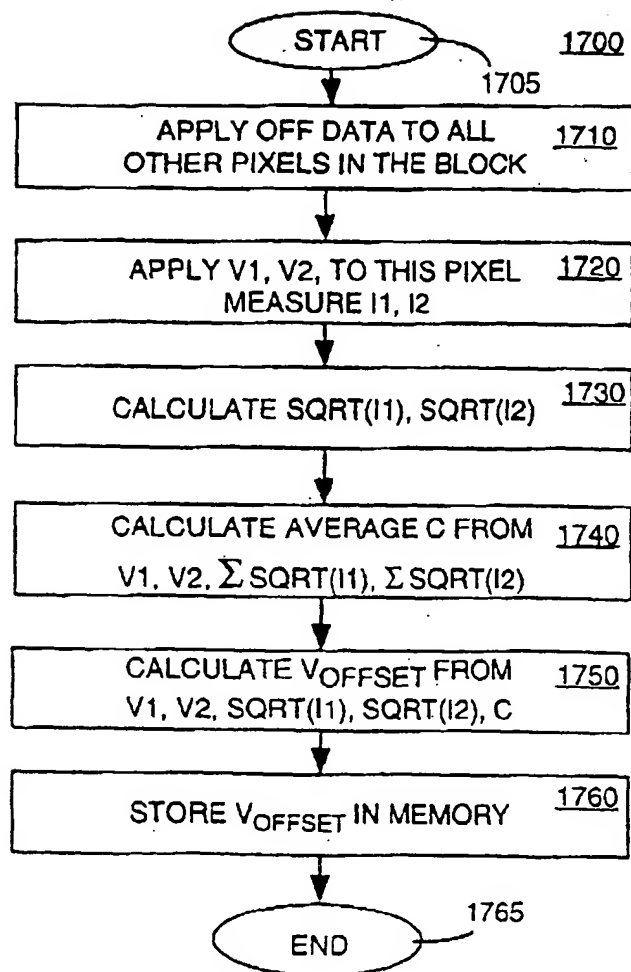 START
1700
1705
APPLY OFF DATA TO ALL
OTHER PIXELS IN THE BLOCK
1710
APPLY V1, V2, TO THIS PIXEL
MEASURE I1, I2
1720
CALCULATE SQRT(I1), SQRT(I2)
1730
CALCULATE AVERAGE C FROM
V1, V2, Σ SQRT(I1), Σ SQRT(I2)
1740
CALCULATE VOFFSET FROM
V1, V2, SQRT(I1), SQRT(I2), C
1750
STORE VOFFSET IN MEMORY
1760
END
1765